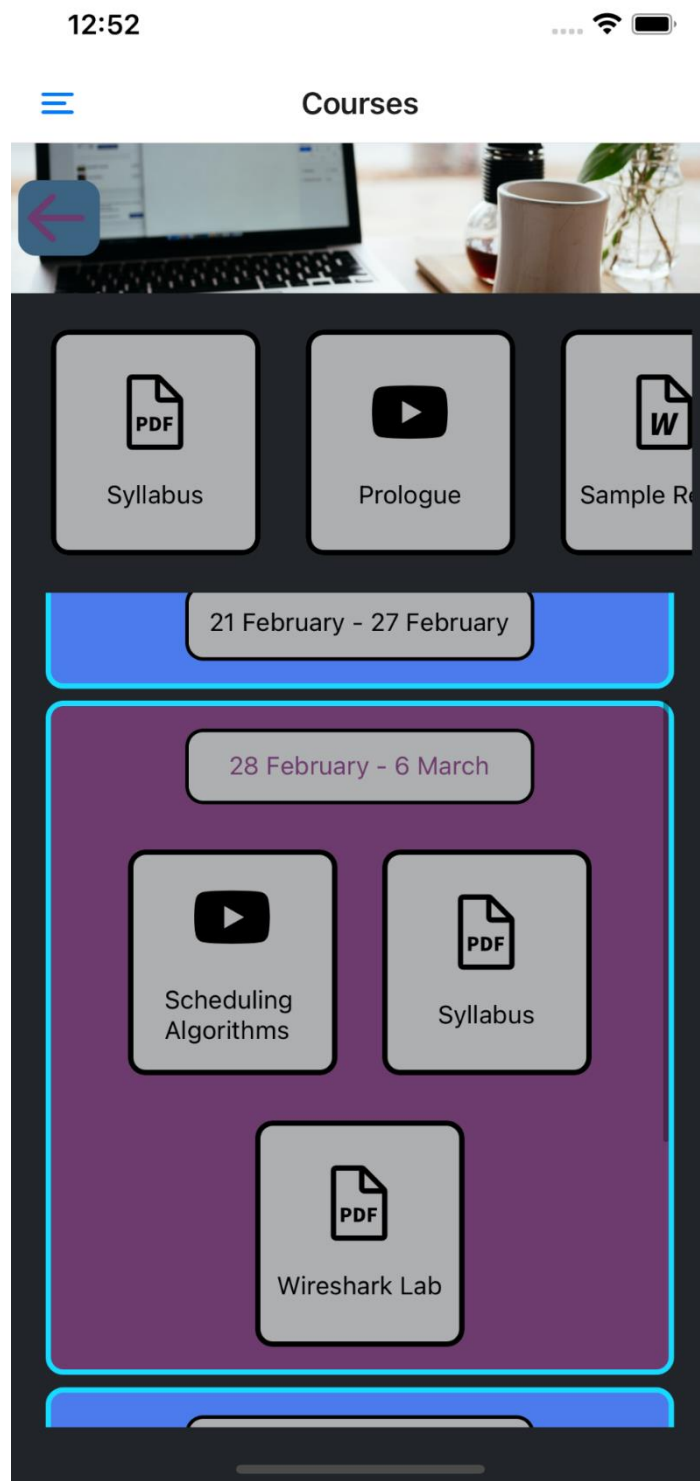 12:52
Courses
PDF
W
Syllabus
Prologue
Sample
21 February - 27 February
28 February - 6 March
PDF
Scheduling
Algorithms
Syllabus
PDF
Wireshark Lab